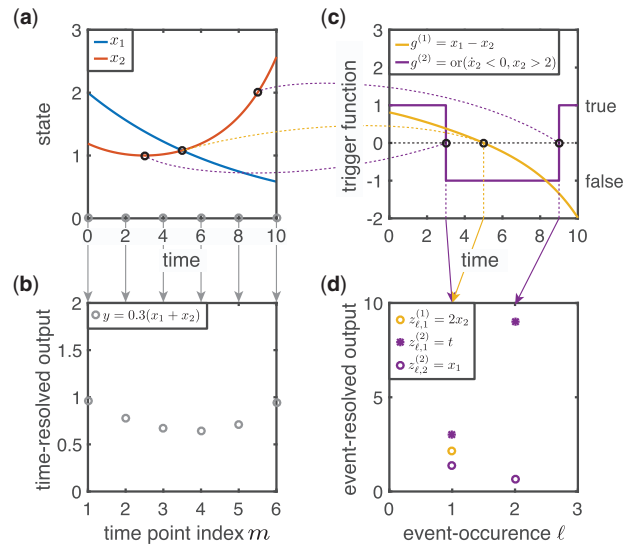 (a)
3
2
1
0
state
x₁
x₂
0 2 4 6 8 10
time
(c)
3
2
1
0
-1
-2
trigger function
g⁽¹⁾ = x₁ − x₂
g⁽²⁾ = or(ẋ₂ < 0, x₂ > 2)
true
false
0 2 4 6 8 10
time
(b)
2
1.5
1
0.5
0
time-resolved output
y = 0.3(x₁ + x₂)
1 2 3 4 5 6
time point index m
(d)
10
5
0
event-resolved output
z⁽¹⁾ℓ,₁ = 2x₂
z⁽²⁾ℓ,₁ = t
z⁽²⁾ℓ,₂ = x₁
0 1 2 3
event-occurence ℓ